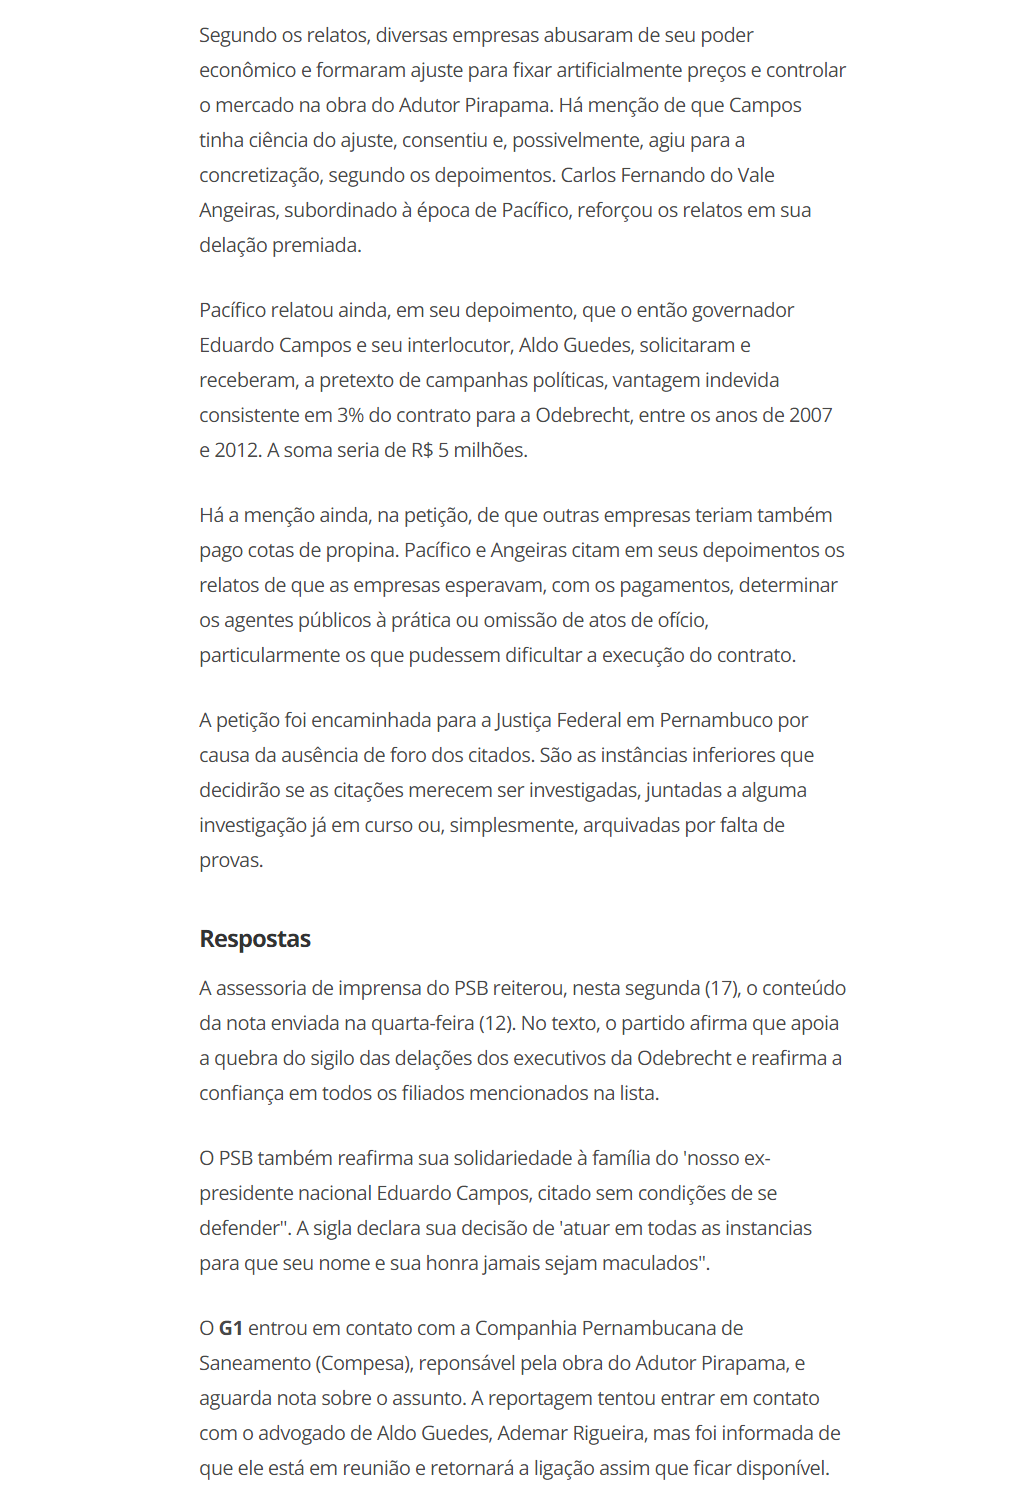 Segundo os relatos, diversas empresas abusaram de seu poder
econômico e formaram ajuste para fixar artificialmente preços e controlar
o mercado na obra do Adutor Pirapama. Há menção de que Campos
tinha ciência do ajuste, consentiu e, possivelmente, agiu para a
concretização, segundo os depoimentos. Carlos Fernando do Vale
Angeiras, subordinado à época de Pacífico, reforçou os relatos em sua
delação premiada.
Pacífico relatou ainda, em seu depoimento, que o então governador
Eduardo Campos e seu interlocutor, Aldo Guedes, solicitaram e
receberam, a pretexto de campanhas políticas, vantagem indevida
consistente em 3% do contrato para a Odebrecht, entre os anos de 2007
e 2012. A soma seria de R$ 5 milhões.
Há a menção ainda, na petição, de que outras empresas teriam também
pago cotas de propina. Pacífico e Angeiras citam em seus depoimentos os
relatos de que as empresas esperavam, com os pagamentos, determinar
os agentes públicos à prática ou omissão de atos de ofício,
particularmente os que pudessem dificultar a execução do contrato.
A petição foi encaminhada para a Justiça Federal em Pernambuco por
causa da ausência de foro dos citados. São as instâncias inferiores que
decidirão se as citações merecem ser investigadas, juntadas a alguma
investigação já em curso ou, simplesmente, arquivadas por falta de
provas.
Respostas
A assessoria de imprensa do PSB reiterou, nesta segunda (17), o conteúdo
da nota enviada na quarta-feira (12). No texto, o partido afirma que apoia
a quebra do sigilo das delações dos executivos da Odebrecht e reafirma a
confiança em todos os filiados mencionados na lista.
O PSB também reafirma sua solidariedade à família do 'nosso ex-
presidente nacional Eduardo Campos, citado sem condições de se
defender". A sigla declara sua decisão de 'atuar em todas as instancias
para que seu nome e sua honra jamais sejam maculados".
O G1 entrou em contato com a Companhia Pernambucana de
Saneamento (Compesa), reponsável pela obra do Adutor Pirapama, e
aguarda nota sobre o assunto. A reportagem tentou entrar em contato
com o advogado de Aldo Guedes, Ademar Rigueira, mas foi informada de
que ele está em reunião e retornará a ligação assim que ficar disponível.